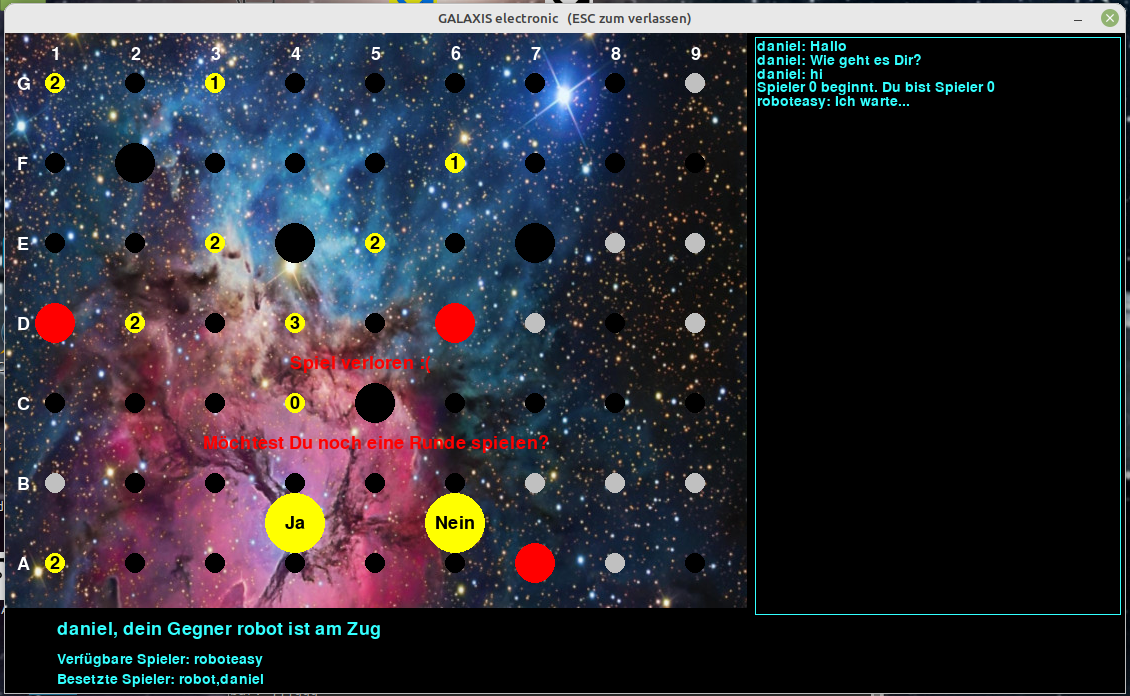 GALAXIS electronic (ESC zum verlassen)
1 2 3 4 5 6 7 8 9
G 2 1
F 1
E 2 2
D 2 3
Spiel verloren :(
C 0
Möchtest Du noch eine Runde spielen?
B
Ja Nein
A 2
daniel: Hallo
daniel: Wie geht es Dir?
daniel: hi
Spieler 0 beginnt. Du bist Spieler 0
roboteasy: Ich warte...
daniel, dein Gegner robot ist am Zug
Verfügbare Spieler: roboteasy
Besetzte Spieler: robot,daniel